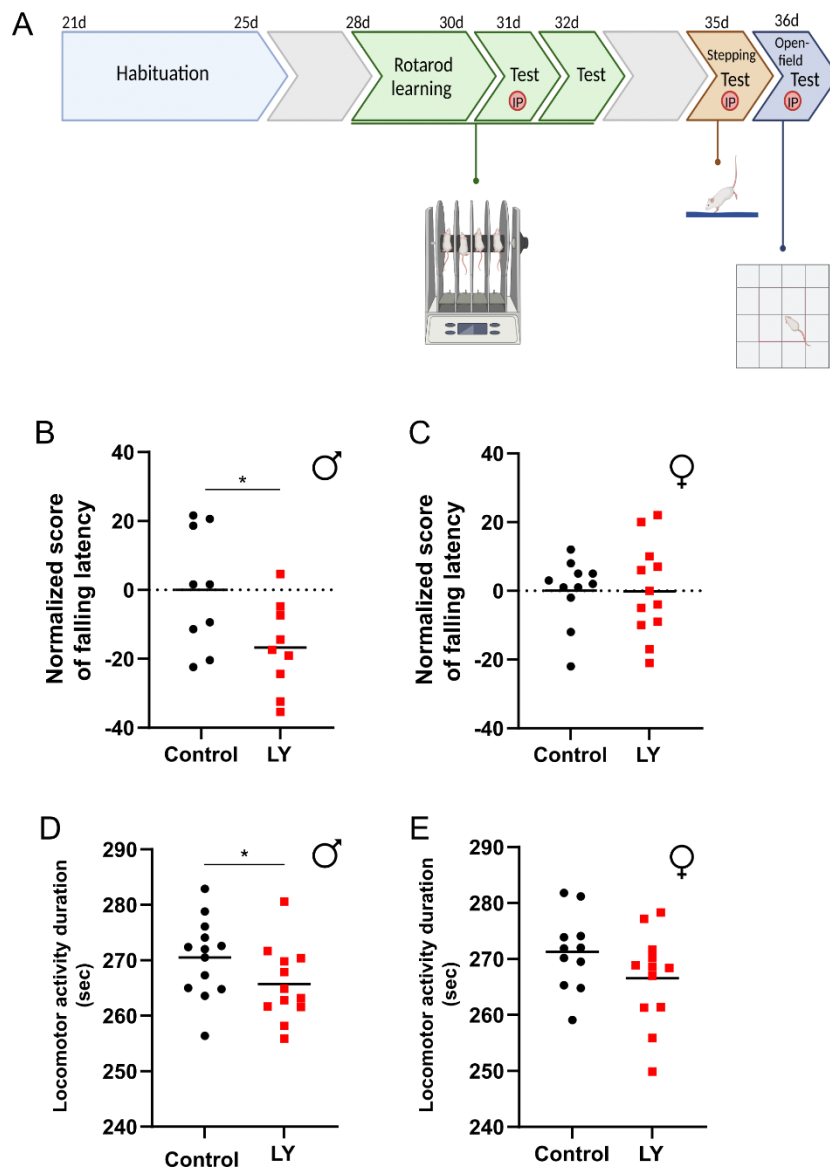 A
21d 25d 28d 30d 31d 32d 35d 36d
Habituation
Rotarod
learning
Test
IP
Test
Stepping
Test
IP
Open-
field
Test
IP
B
♂
40
20
0
-20
-40
Normalized score
of falling latency
*
Control LY
C
♀
40
20
0
-20
-40
Normalized score
of falling latency
Control LY
D
♂
290
280
270
260
250
240
Locomotor activity duration
(sec)
*
Control LY
E
♀
290
280
270
260
250
240
Locomotor activity duration
(sec)
Control LY